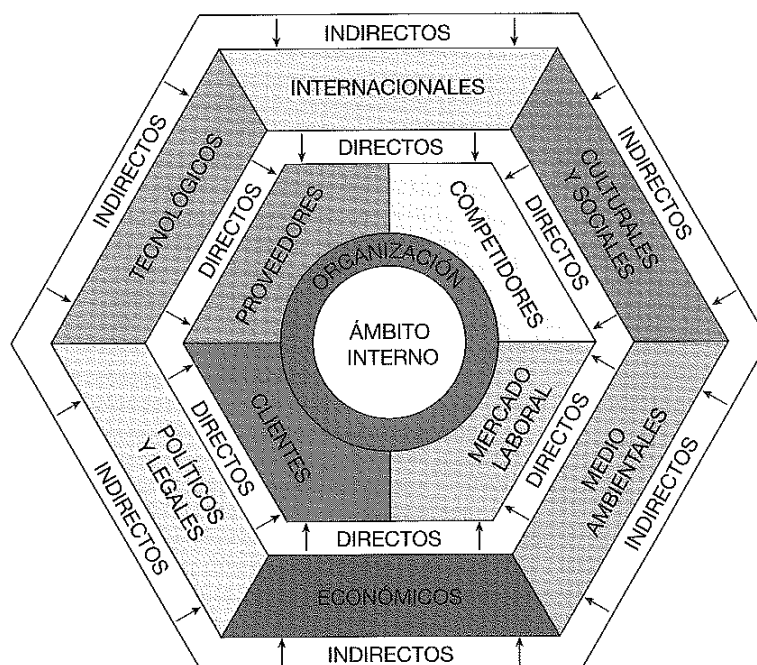 INDIRECTOS
INTERNACIONALES
DIRECTOS
INDIRECTOS
TECNOLÓGICOS
DIRECTOS
PROVEEDORES
COMPETIDORES
DIRECTOS
CULTURALES
Y SOCIALES
INDIRECTOS
ORGANIZACIÓN
ÁMBITO
INTERNO
CLIENTES
MERCADO
LABORAL
DIRECTOS
POLÍTICOS
Y LEGALES
INDIRECTOS
DIRECTOS
MEDIO
AMBIENTALES
INDIRECTOS
DIRECTOS
ECONÓMICOS
INDIRECTOS